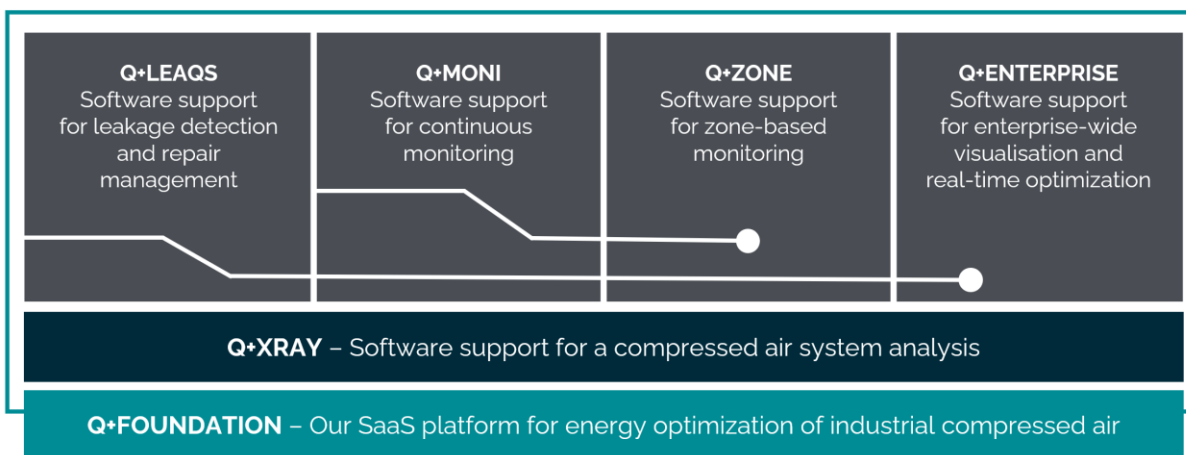 Q+LEAQS
Software support
for leakage detection
and repair
management
Q+MONI
Software support
for continuous
monitoring
Q+ZONE
Software support
for zone-based
monitoring
Q+ENTERPRISE
Software support
for enterprise-wide
visualisation and
real-time optimization
Q+XRAY – Software support for a compressed air system analysis
Q+FOUNDATION – Our SaaS platform for energy optimization of industrial compressed air